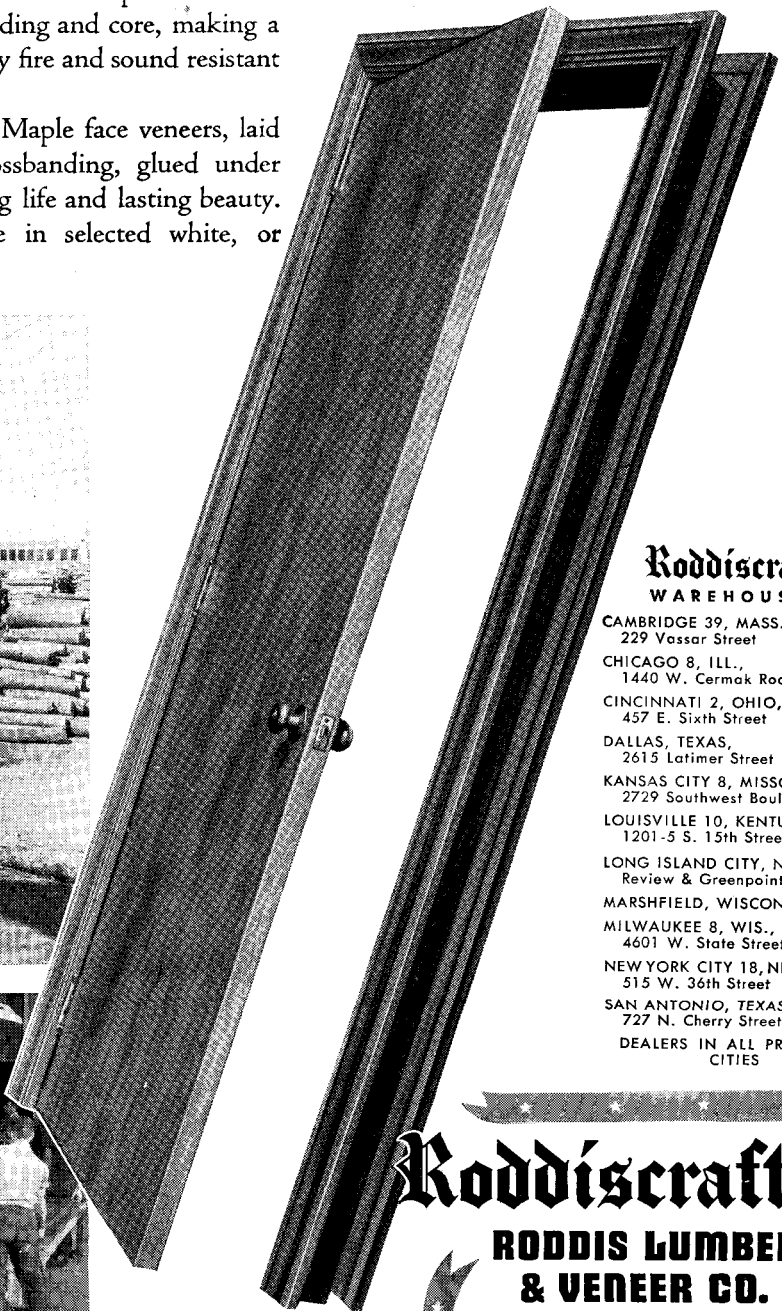 ding and core, making a
y fire and sound resistant
Maple face veneers, laid
ossbanding, glued under
g life and lasting beauty.
e in selected white, or
Roddiscra
WAREHOUS
CAMBRIDGE 39, MASS.
229 Vassar Street
CHICAGO 8, ILL.,
1440 W. Cermak Roa
CINCINNATI 2, OHIO,
457 E. Sixth Street
DALLAS, TEXAS,
2615 Latimer Street
KANSAS CITY 8, MISSO
2729 Southwest Boul
LOUISVILLE 10, KENTU
1201-5 S. 15th Stree
LONG ISLAND CITY, N
Review & Greenpoint
MARSHFIELD, WISCON
MILWAUKEE 8, WIS.,
4601 W. State Street
NEW YORK CITY 18, N
515 W. 36th Street
SAN ANTONIO, TEXAS
727 N. Cherry Street
DEALERS IN ALL PR
CITIES
Roddiscraft
RODDIS LUMBE
& VENEER CO.